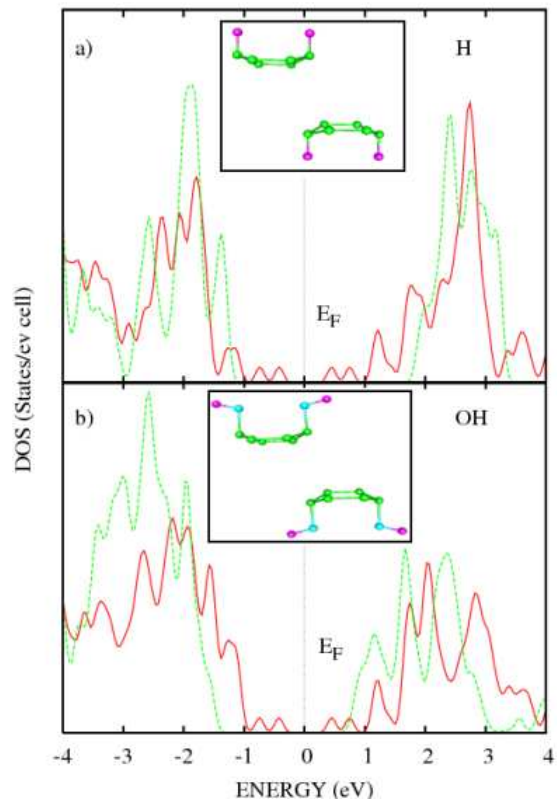 a)
H
E_F
b)
OH
E_F
DOS (States/ev cell)
-4 -3 -2 -1 0 1 2 3 4
ENERGY (eV)